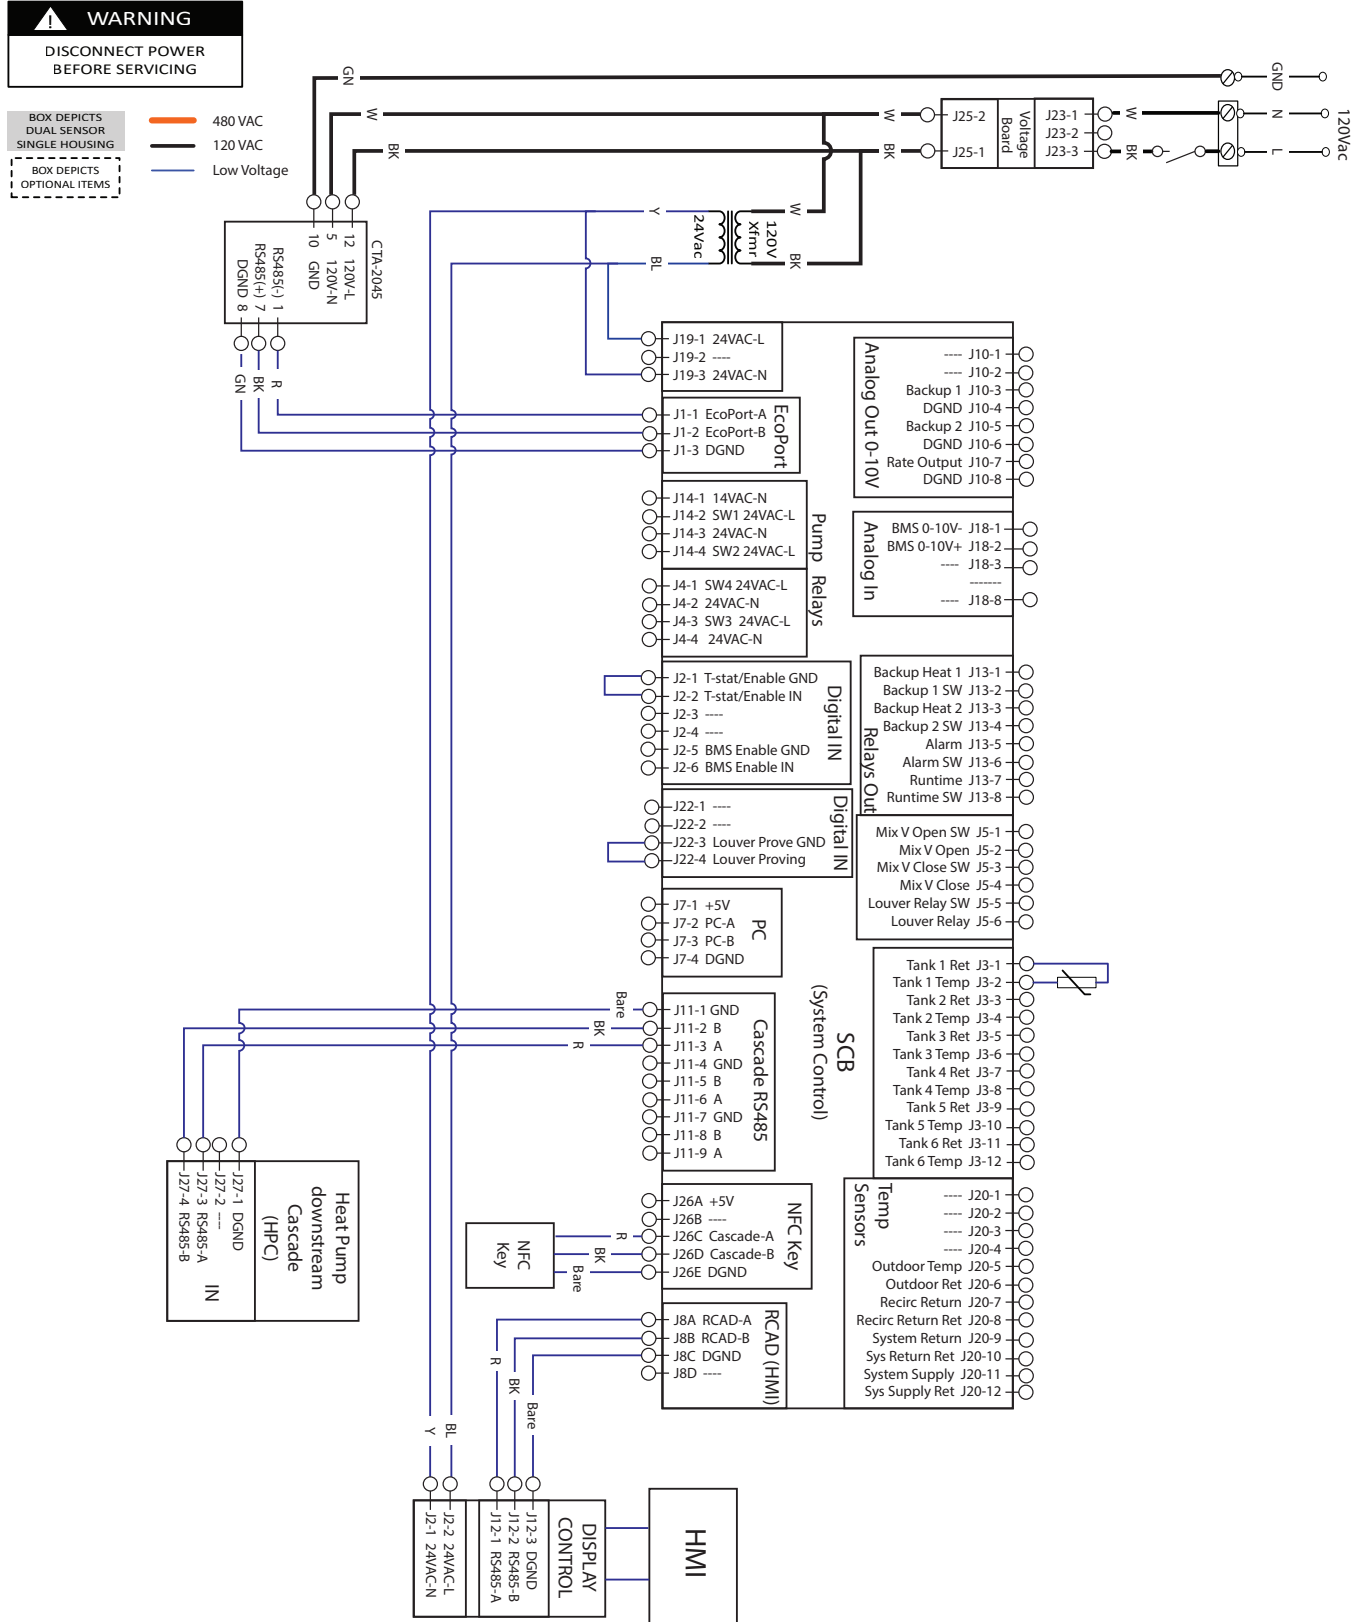 WARNING
DISCONNECT POWER
BEFORE SERVICING
BOX DEPICTS
DUAL SENSOR
SINGLE HOUSING
BOX DEPICTS
OPTIONAL ITEMS
480 VAC
120 VAC
Low Voltage
GN
GND
W
W
W
N
BK
BK
BK
L
120Vac
J25-2
J25-1
Voltage
Board
J23-1
J23-2
J23-3
Y
BL
24Vac
120V
Xfmr
W
BK
CTA-2045
12 120V-L
5 120V-N
10 GND
RS485(-) 1
RS485(+) 7
DGND 8
GN
BK
R
J19-1 24VAC-L
J19-2 ----
J19-3 24VAC-N
EcoPort
J1-1 EcoPort-A
J1-2 EcoPort-B
J1-3 DGND
Pump Relays
J14-1 14VAC-N
J14-2 SW1 24VAC-L
J14-3 24VAC-N
J14-4 SW2 24VAC-L
J4-1 SW4 24VAC-L
J4-2 24VAC-N
J4-3 SW3 24VAC-L
J4-4 24VAC-N
Digital IN
J2-1 T-stat/Enable GND
J2-2 T-stat/Enable IN
J2-3 ----
J2-4 ----
J2-5 BMS Enable GND
J2-6 BMS Enable IN
Digital IN
J22-1 ----
J22-2 ----
J22-3 Louver Prove GND
J22-4 Louver Proving
PC
J7-1 +5V
J7-2 PC-A
J7-3 PC-B
J7-4 DGND
Cascade RS485
J11-1 GND
J11-2 B
J11-3 A
J11-4 GND
J11-5 B
J11-6 A
J11-7 GND
J11-8 B
J11-9 A
Bare
BK
R
NFC Key
J26A +5V
J26B ----
J26C Cascade-A
J26D Cascade-B
J26E DGND
R
BK
Bare
NFC
Key
RCAD (HMI)
J8A RCAD-A
J8B RCAD-B
J8C DGND
J8D ----
SCB
(System Control)
Analog Out 0-10V
---- J10-1
---- J10-2
Backup 1 J10-3
DGND J10-4
Backup 2 J10-5
DGND J10-6
Rate Output J10-7
DGND J10-8
Analog In
BMS 0-10V- J18-1
BMS 0-10V+ J18-2
---- J18-3
-------
---- J18-8
Relays Out
Backup Heat 1 J13-1
Backup 1 SW J13-2
Backup Heat 2 J13-3
Backup 2 SW J13-4
Alarm J13-5
Alarm SW J13-6
Runtime J13-7
Runtime SW J13-8
Mix V Open SW J5-1
Mix V Open J5-2
Mix V Close SW J5-3
Mix V Close J5-4
Louver Relay SW J5-5
Louver Relay J5-6
Tank 1 Ret J3-1
Tank 1 Temp J3-2
Tank 2 Ret J3-3
Tank 2 Temp J3-4
Tank 3 Ret J3-5
Tank 3 Temp J3-6
Tank 4 Ret J3-7
Tank 4 Temp J3-8
Tank 5 Ret J3-9
Tank 5 Temp J3-10
Tank 6 Ret J3-11
Tank 6 Temp J3-12
Temp
Sensors
---- J20-1
---- J20-2
---- J20-3
---- J20-4
Outdoor Temp J20-5
Outdoor Ret J20-6
Recirc Return J20-7
Recirc Return Ret J20-8
System Return J20-9
Sys Return Ret J20-10
System Supply J20-11
Sys Supply Ret J20-12
Heat Pump
downstream
Cascade
(HPC)
IN
J27-1 DGND
J27-2 ----
J27-3 RS485-A
J27-4 RS485-B
R
BK
Bare
Y
BL
DISPLAY
CONTROL
J12-3 DGND
J12-2 RS485-B
J12-1 RS485-A
J2-2 24VAC-L
J2-1 24VAC-N
HMI